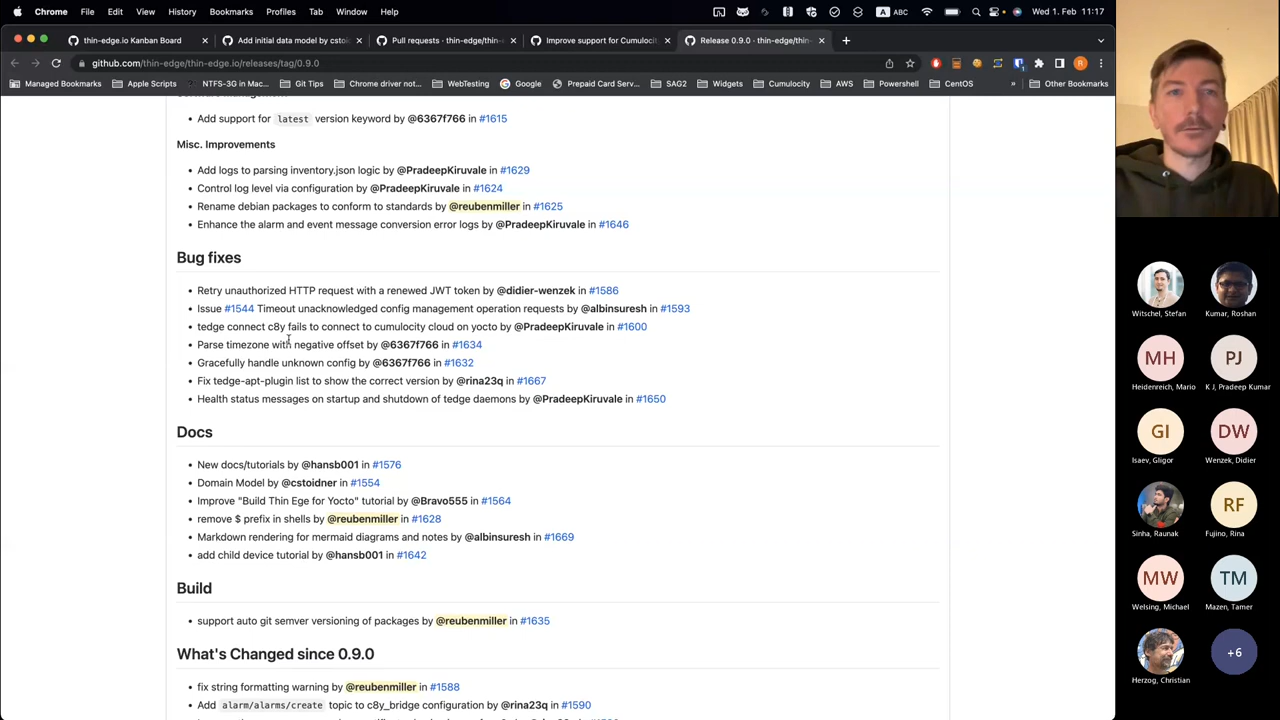 Chrome File Edit View History Bookmarks Profiles Tab Window Help A ABC Wed 1. Feb 11:17
thin-edge.io Kanban Board Add initial data model by cstoi Pull requests · thin-edge/thin- Improve support for Cumulocit Release 0.9.0 · thin-edge/thin-
github.com/thin-edge/thin-edge.io/releases/tag/0.9.0 R
Managed Bookmarks Apple Scripts NTFS-3G in Mac... Git Tips Chrome driver not... WebTesting Google Prepaid Card Serv... SAG2 Widgets Cumulocity AWS Powershell CentOS » Other Bookmarks
• Add support for latest version keyword by @6367f766 in #1615
Misc. Improvements
• Add logs to parsing inventory.json logic by @PradeepKiruvale in #1629
• Control log level via configuration by @PradeepKiruvale in #1624
• Rename debian packages to conform to standards by @reubenmiller in #1625
• Enhance the alarm and event message conversion error logs by @PradeepKiruvale in #1646
Bug fixes
• Retry unauthorized HTTP request with a renewed JWT token by @didier-wenzek in #1586
• Issue #1544 Timeout unacknowledged config management operation requests by @albinsuresh in #1593
• tedge connect c8y fails to connect to cumulocity cloud on yocto by @PradeepKiruvale in #1600
• Parse timezone with negative offset by @6367f766 in #1634
• Gracefully handle unknown config by @6367f766 in #1632
• Fix tedge-apt-plugin list to show the correct version by @rina23q in #1667
• Health status messages on startup and shutdown of tedge daemons by @PradeepKiruvale in #1650
Docs
• New docs/tutorials by @hansb001 in #1576
• Domain Model by @cstoidner in #1554
• Improve "Build Thin Ege for Yocto" tutorial by @Bravo555 in #1564
• remove $ prefix in shells by @reubenmiller in #1628
• Markdown rendering for mermaid diagrams and notes by @albinsuresh in #1669
• add child device tutorial by @hansb001 in #1642
Build
• support auto git semver versioning of packages by @reubenmiller in #1635
What's Changed since 0.9.0
• fix string formatting warning by @reubenmiller in #1588
• Add alarm/alarms/create topic to c8y_bridge configuration by @rina23q in #1590
Witschel, Stefan Kumar, Roshan
MH PJ
Heidenreich, Mario K J, Pradeep Kumar
GI DW
Isaev, Gligor Wenzek, Didier
RF
Sinha, Raunak Fujino, Rina
MW TM
Welsing, Michael Mazen, Tamer
+6
Herzog, Christian